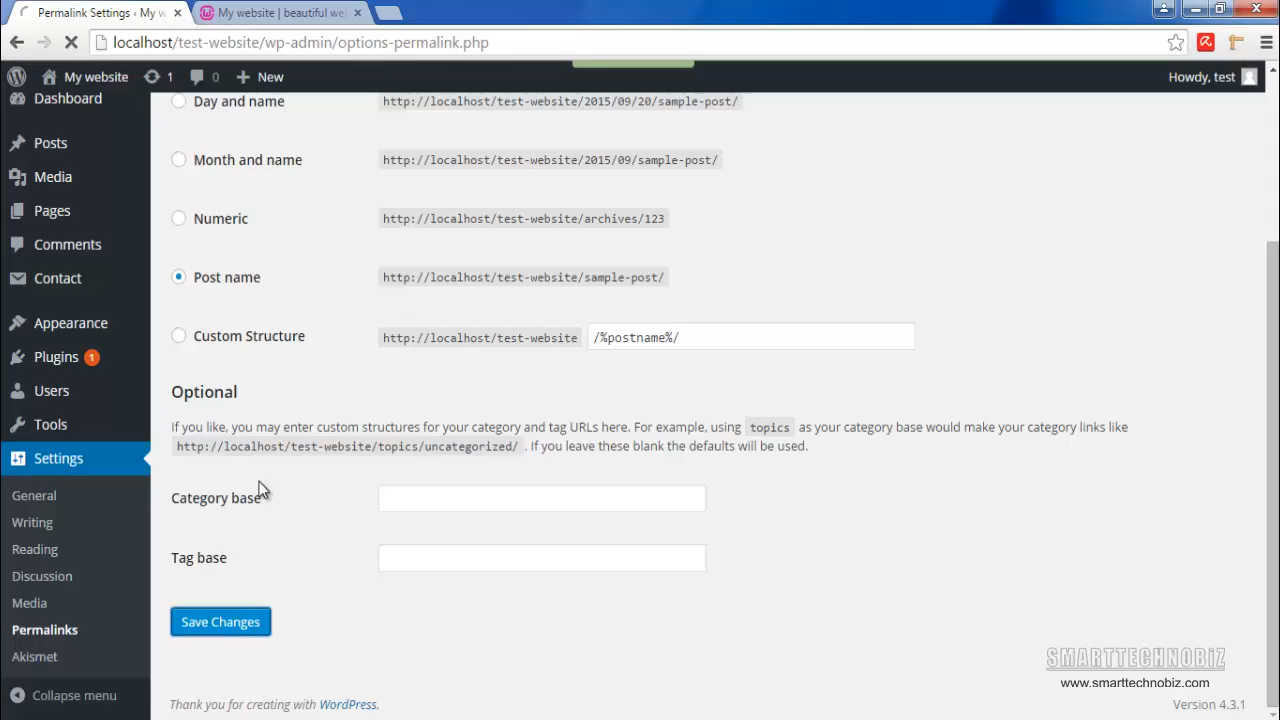 Permalink Settings ‹ My w
My website | beautiful we
localhost/test-website/wp-admin/options-permalink.php
My website 1 0 New Howdy, test
Dashboard
Posts
Media
Pages
Comments
Contact
Appearance
Plugins 1
Users
Tools
Settings
General
Writing
Reading
Discussion
Media
Permalinks
Akismet
Collapse menu
Day and name http://localhost/test-website/2015/09/20/sample-post/
Month and name http://localhost/test-website/2015/09/sample-post/
Numeric http://localhost/test-website/archives/123
Post name http://localhost/test-website/sample-post/
Custom Structure http://localhost/test-website /%postname%/
Optional
If you like, you may enter custom structures for your category and tag URLs here. For example, using topics as your category base would make your category links like
http://localhost/test-website/topics/uncategorized/ . If you leave these blank the defaults will be used.
Category base
Tag base
Save Changes
SMARTTECHNOBIZ
www.smarttechnobiz.com
Thank you for creating with WordPress.
Version 4.3.1